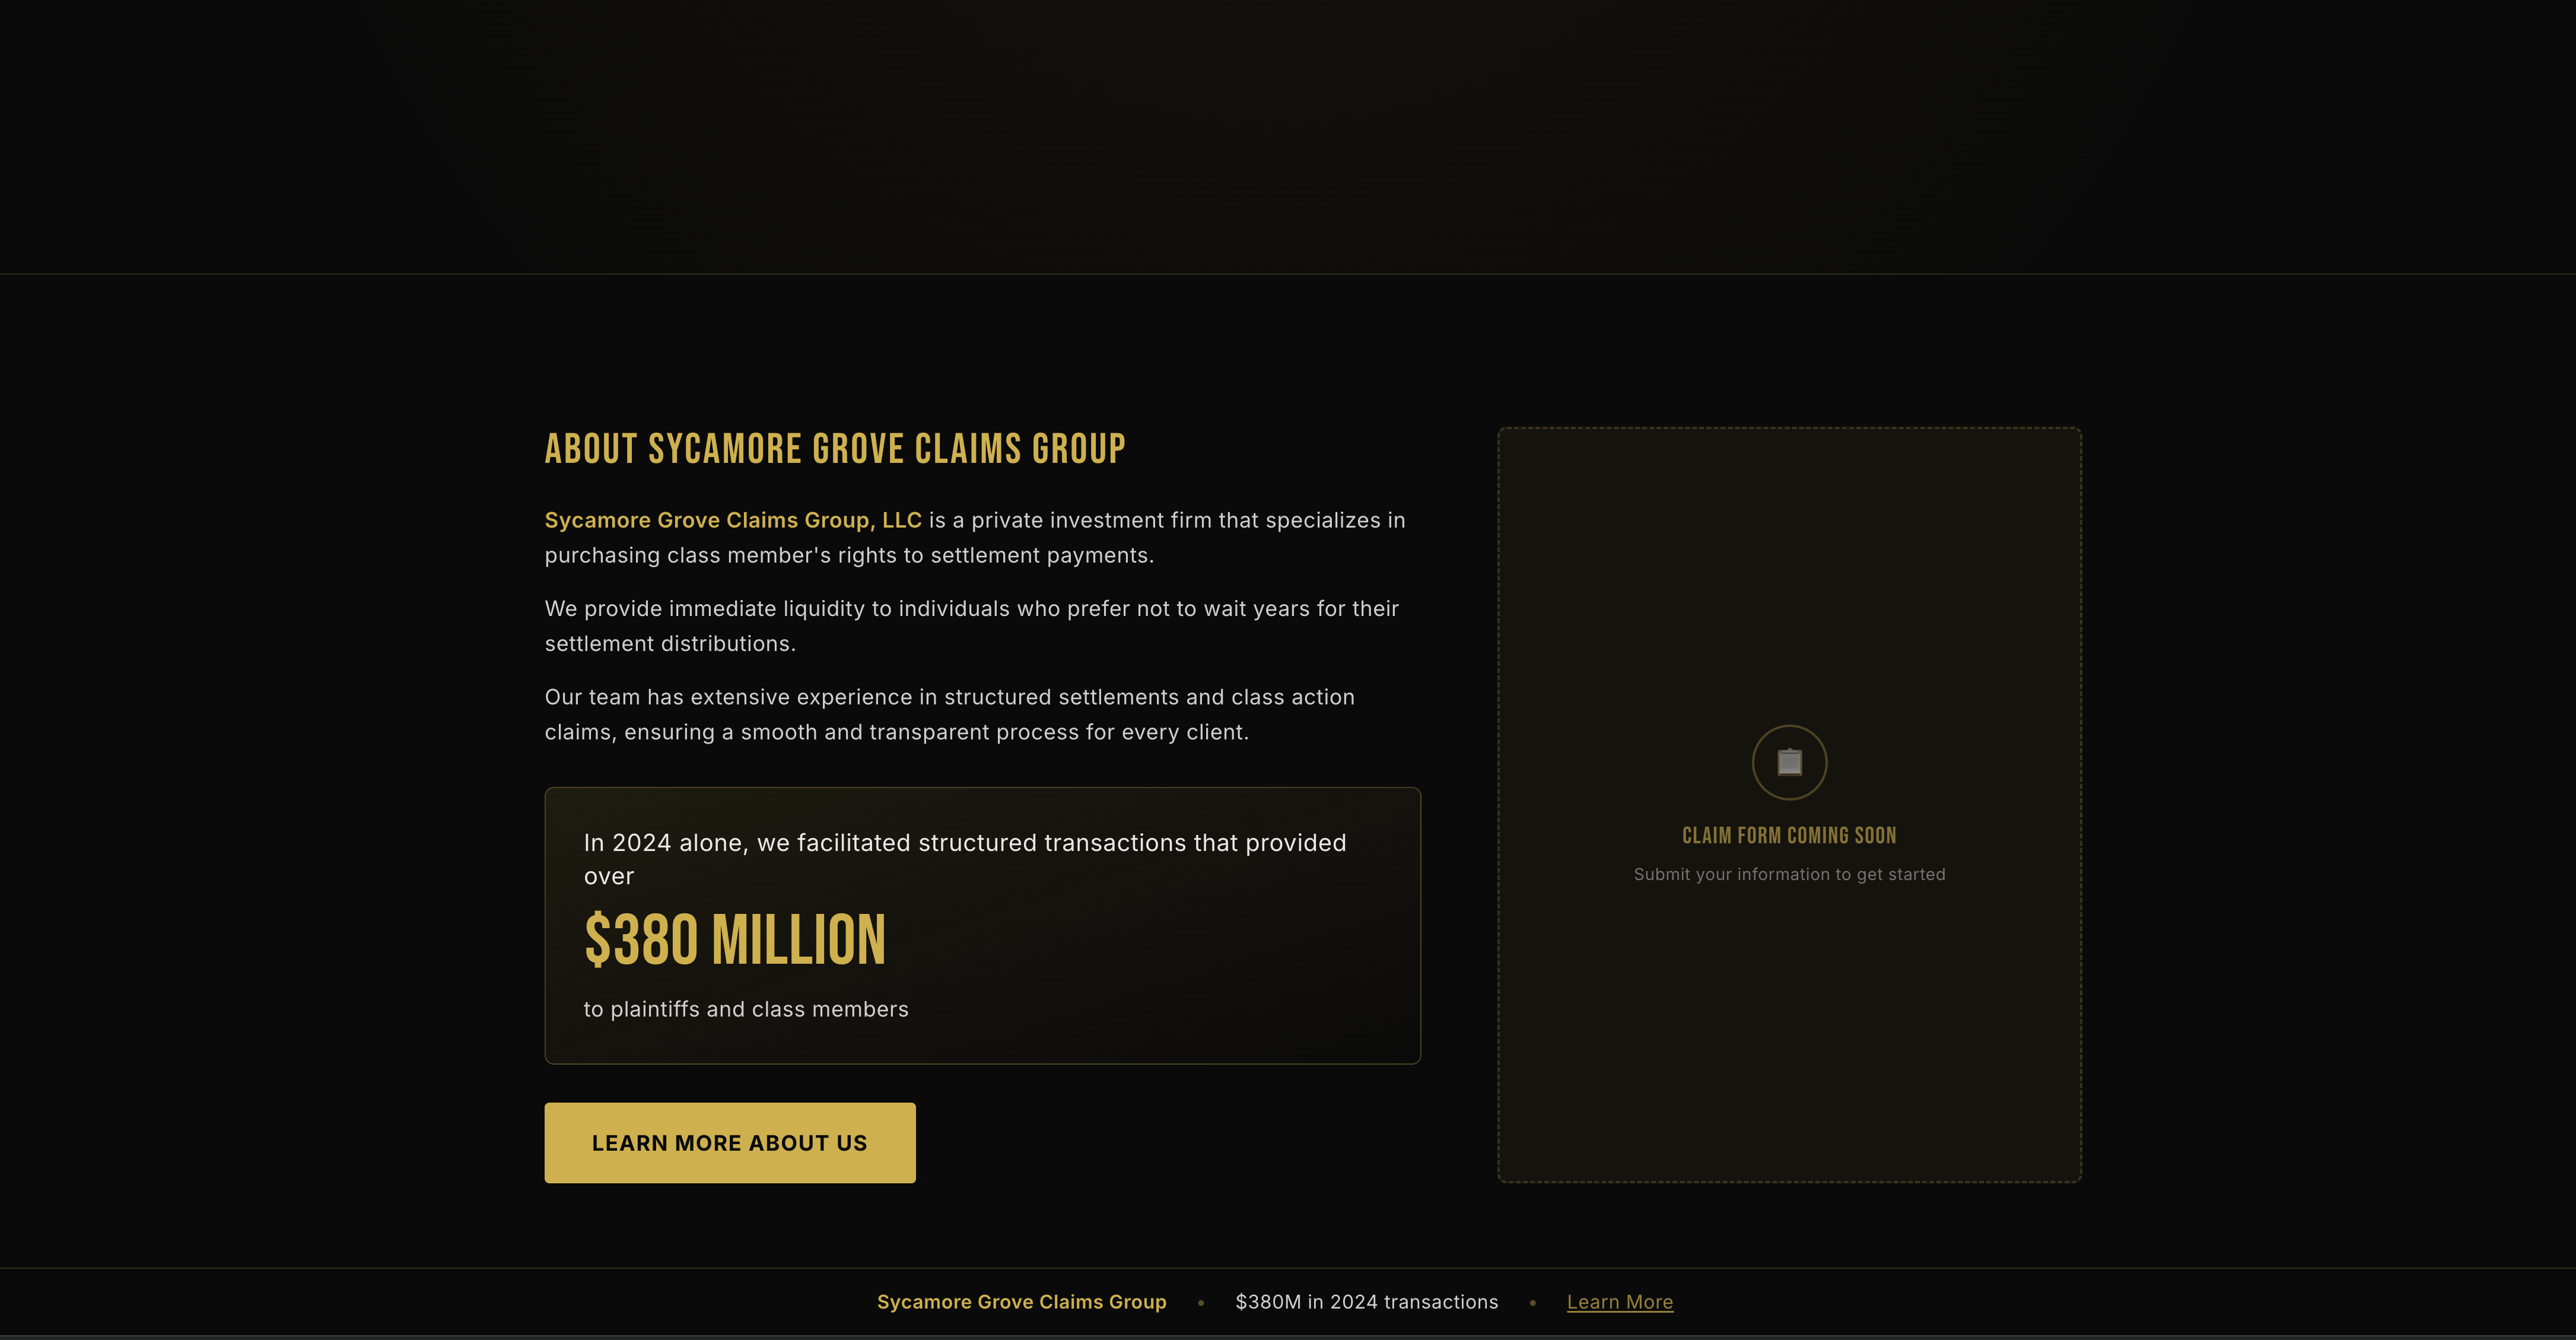 ABOUT SYCAMORE GROVE CLAIMS GROUP
Sycamore Grove Claims Group, LLC is a private investment firm that specializes in
purchasing class member's rights to settlement payments.
We provide immediate liquidity to individuals who prefer not to wait years for their
settlement distributions.
Our team has extensive experience in structured settlements and class action
claims, ensuring a smooth and transparent process for every client.
In 2024 alone, we facilitated structured transactions that provided
over
$380 MILLION
to plaintiffs and class members
LEARN MORE ABOUT US
CLAIM FORM COMING SOON
Submit your information to get started
Sycamore Grove Claims Group • $380M in 2024 transactions • Learn More